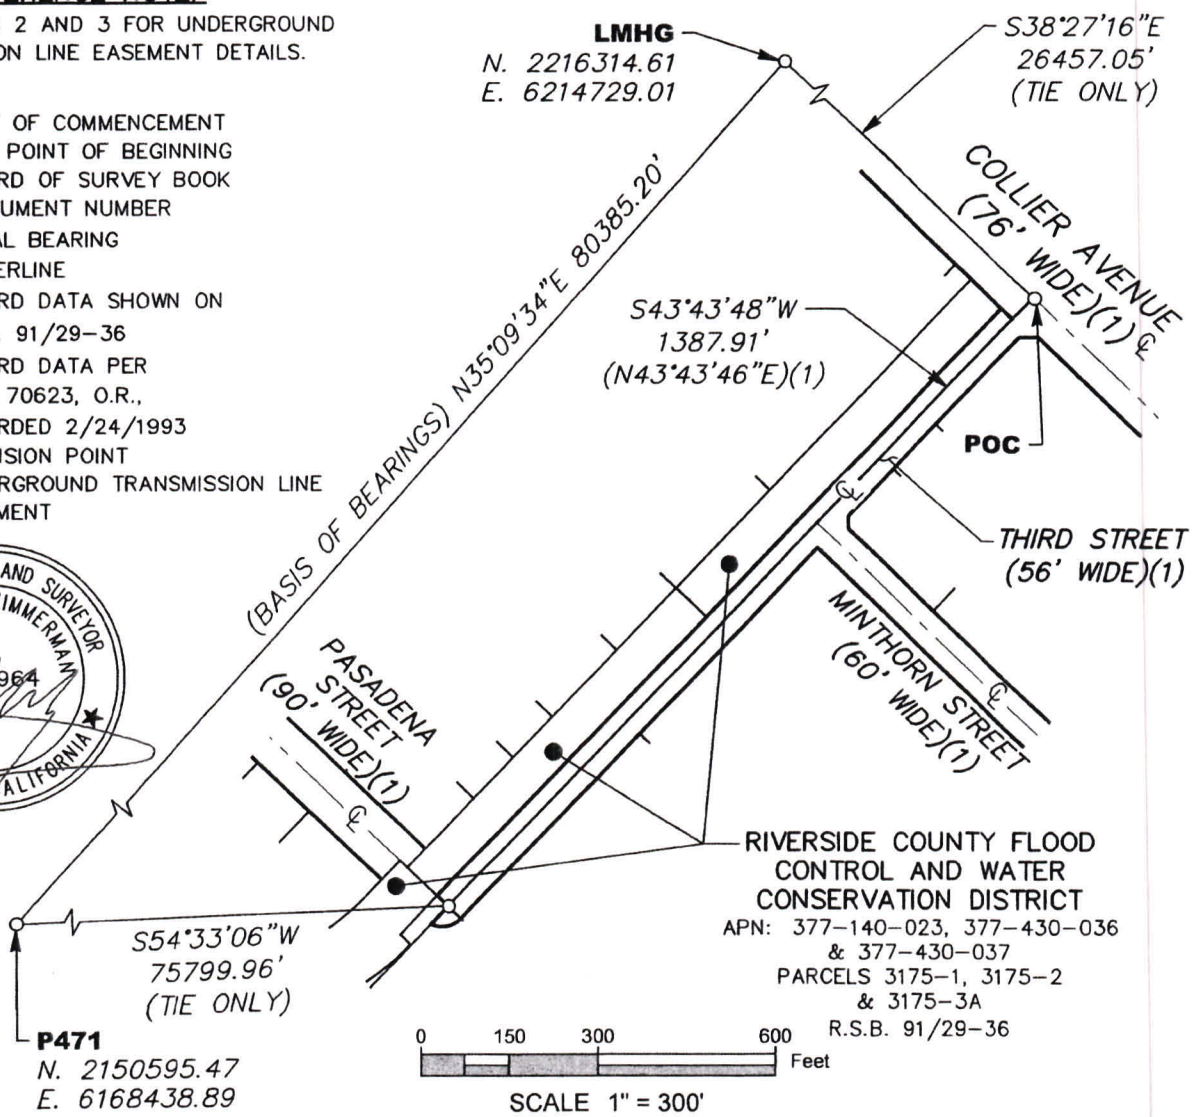 2 AND 3 FOR UNDERGROUND
ON LINE EASEMENT DETAILS.
OF COMMENCEMENT
POINT OF BEGINNING
RD OF SURVEY BOOK
UMENT NUMBER
AL BEARING
ERLINE
RD DATA SHOWN ON
91/29-36
RD DATA PER
70623, O.R.,
RDED 2/24/1993
ISION POINT
RGROUND TRANSMISSION LINE
MENT
LMHG
N. 2216314.61
E. 6214729.01
S38°27'16"E
26457.05'
(TIE ONLY)
COLLIER AVENUE
(76' WIDE)(1) ℄
(BASIS OF BEARINGS) N35°09'34"E 80385.20'
S43°43'48"W
1387.91'
(N43°43'46"E)(1)
POC
℄
THIRD STREET
(56' WIDE)(1)
MINTHORN STREET
(60' WIDE)(1)
℄
PASADENA
STREET
(90' WIDE)(1)
℄
AND SURVEYOR
IMMERMAN
964
CALIFORNIA
RIVERSIDE COUNTY FLOOD
CONTROL AND WATER
CONSERVATION DISTRICT
APN: 377-140-023, 377-430-036
& 377-430-037
PARCELS 3175-1, 3175-2
& 3175-3A
R.S.B. 91/29-36
S54°33'06"W
75799.96'
(TIE ONLY)
P471
N. 2150595.47
E. 6168438.89
0 150 300 600
Feet
SCALE 1" = 300'